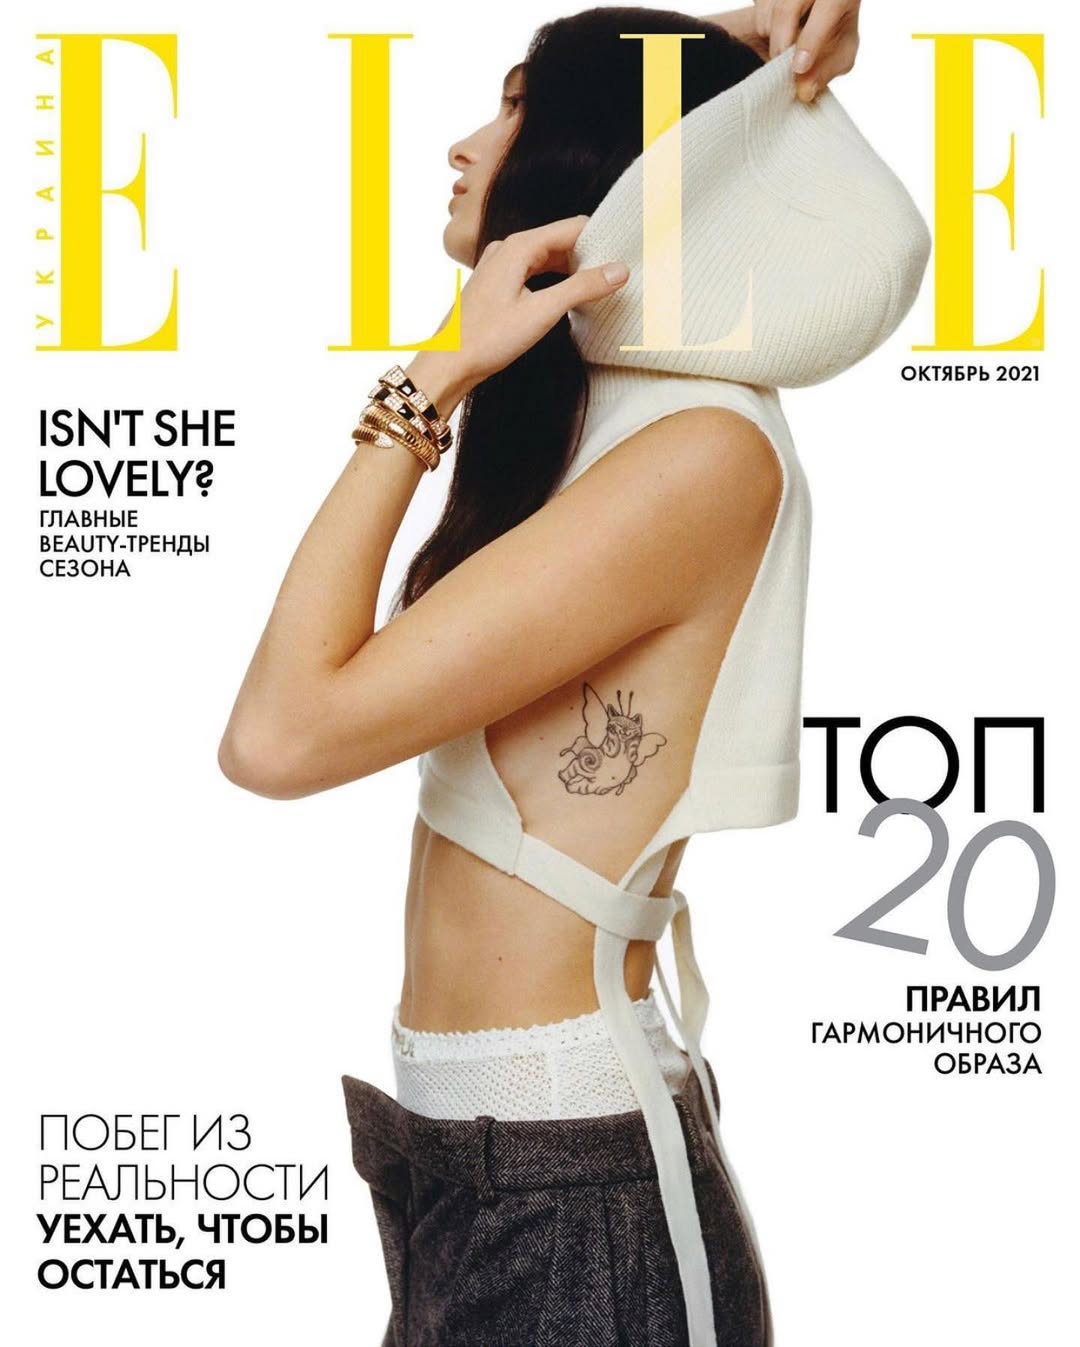 ELLE
УКРАИНА
ОКТЯБРЬ 2021
ISN'T SHE
LOVELY?
ГЛАВНЫЕ
BEAUTY-ТРЕНДЫ
СЕЗОНА
ТОП
20
ПРАВИЛ
ГАРМОНИЧНОГО
ОБРАЗА
ПОБЕГ ИЗ
РЕАЛЬНОСТИ
УЕХАТЬ, ЧТОБЫ
ОСТАТЬСЯ